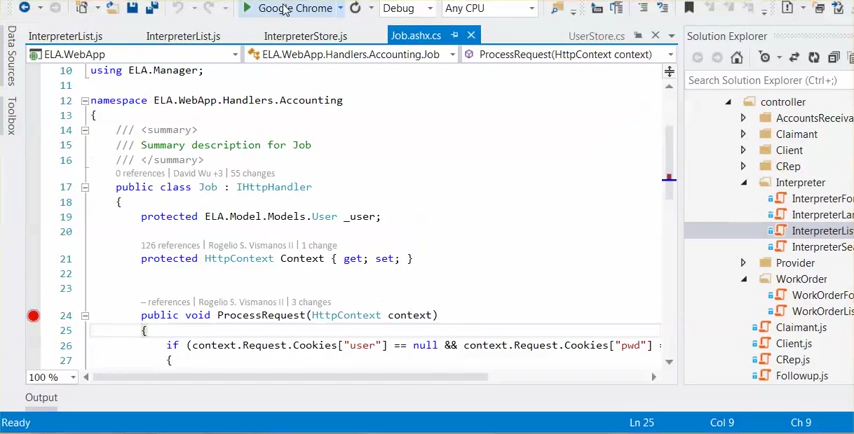 Google Chrome Debug Any CPU
InterpreterList.js InterpreterList.js InterpreterStore.js Job.ashx.cs UserStore.cs
Solution Explorer
ELA.WebApp ELA.WebApp.Handlers.Accounting.Job ProcessRequest(HttpContext context)
Data Sources
Toolbox
10 using ELA.Manager;
11
12 namespace ELA.WebApp.Handlers.Accounting
13 {
14 /// <summary>
15 /// Summary description for Job
16 /// </summary>
0 references | David Wu +3 | 55 changes
17 public class Job : IHttpHandler
18 {
19 protected ELA.Model.Models.User _user;
20
126 references | Rogelio S. Vismanos II | 1 change
21 protected HttpContext Context { get; set; }
22
23
– references | Rogelio S. Vismanos II | 3 changes
24 public void ProcessRequest(HttpContext context)
25 {
26 if (context.Request.Cookies["user"] == null && context.Request.Cookies["pwd"] =
27 {
100 %
Search Solution Explorer (Ctrl+;)
controller
AccountsReceiva
Claimant
Client
CRep
Interpreter
InterpreterFo
InterpreterLan
InterpreterLis
InterpreterSea
Provider
WorkOrder
WorkOrderFo
WorkOrderLis
Claimant.js
Client.js
CRep.js
Followup.js
Output
Ready Ln 25 Col 9 Ch 9